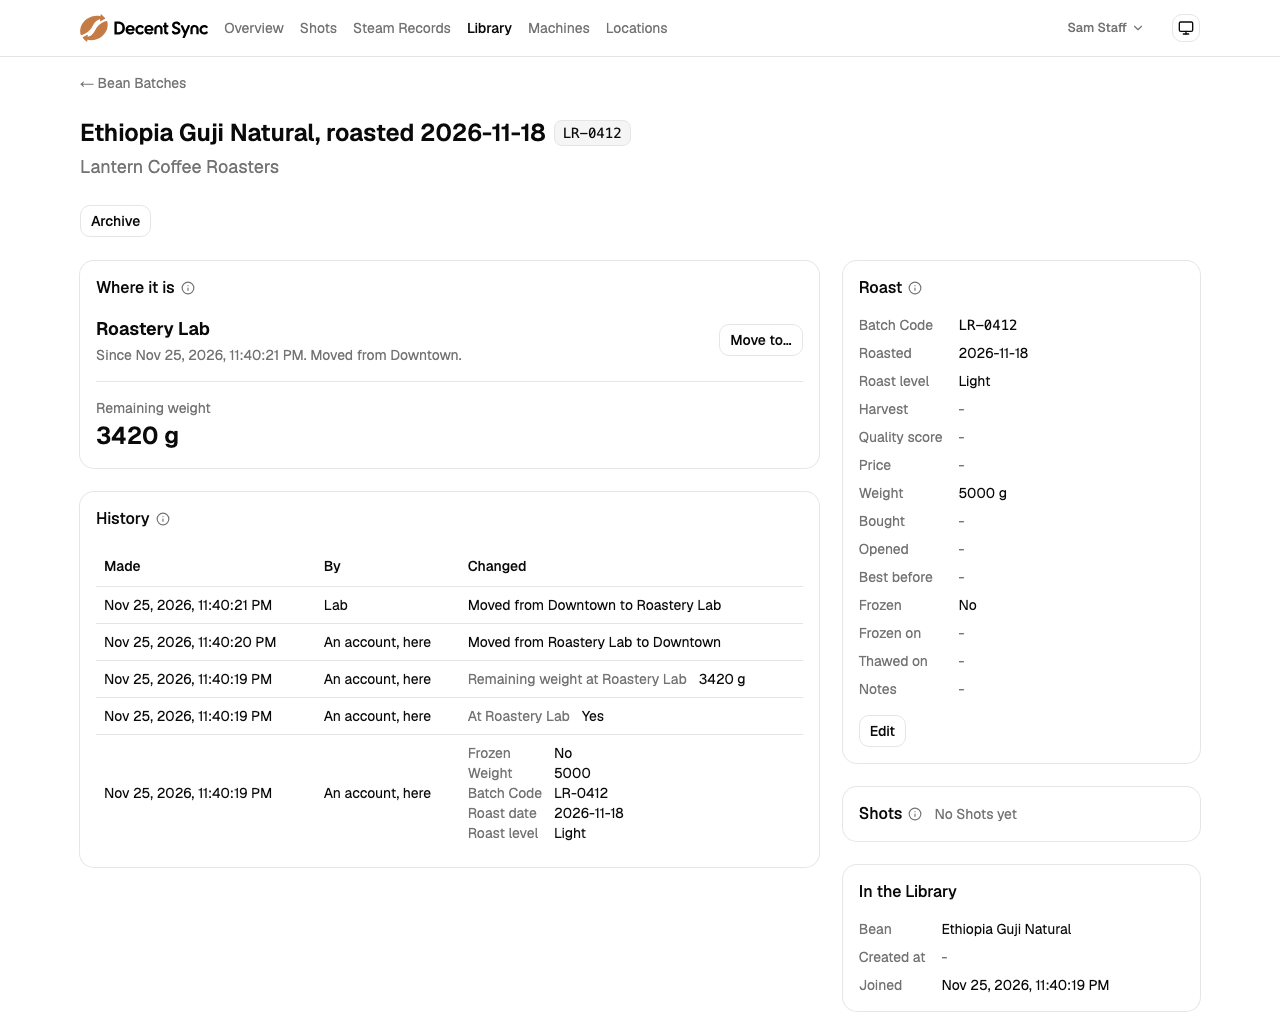 Decent Sync Overview Shots Steam Records Library Machines Locations Sam Staff
← Bean Batches
Ethiopia Guji Natural, roasted 2026-11-18 LR-0412
Lantern Coffee Roasters
Archive
Where it is
Roastery Lab
Since Nov 25, 2026, 11:40:21 PM. Moved from Downtown.
Move to...
Remaining weight
3420 g
History
Made By Changed
Nov 25, 2026, 11:40:21 PM Lab Moved from Downtown to Roastery Lab
Nov 25, 2026, 11:40:20 PM An account, here Moved from Roastery Lab to Downtown
Nov 25, 2026, 11:40:19 PM An account, here Remaining weight at Roastery Lab 3420 g
Nov 25, 2026, 11:40:19 PM An account, here At Roastery Lab Yes
Nov 25, 2026, 11:40:19 PM An account, here
Frozen No
Weight 5000
Batch Code LR-0412
Roast date 2026-11-18
Roast level Light
Roast
Batch Code LR-0412
Roasted 2026-11-18
Roast level Light
Harvest -
Quality score -
Price -
Weight 5000 g
Bought -
Opened -
Best before -
Frozen No
Frozen on -
Thawed on -
Notes -
Edit
Shots No Shots yet
In the Library
Bean Ethiopia Guji Natural
Created at -
Joined Nov 25, 2026, 11:40:19 PM